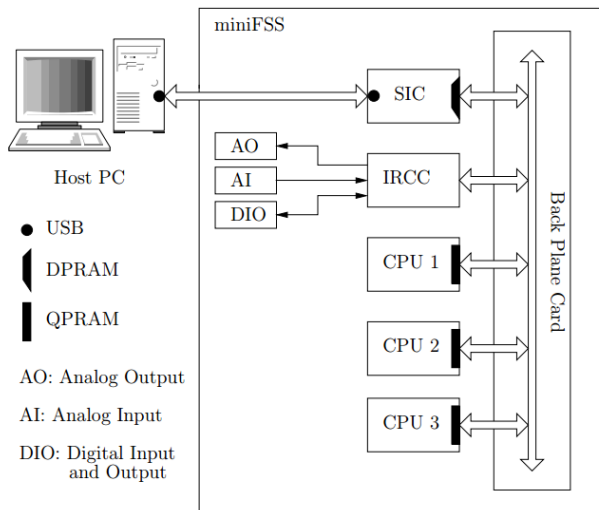 miniFSS
SIC
AO
AI
DIO
IRCC
Host PC
USB
DPRAM
QPRAM
CPU 1
CPU 2
CPU 3
Back Plane Card
AO: Analog Output
AI: Analog Input
DIO: Digital Input
and Output